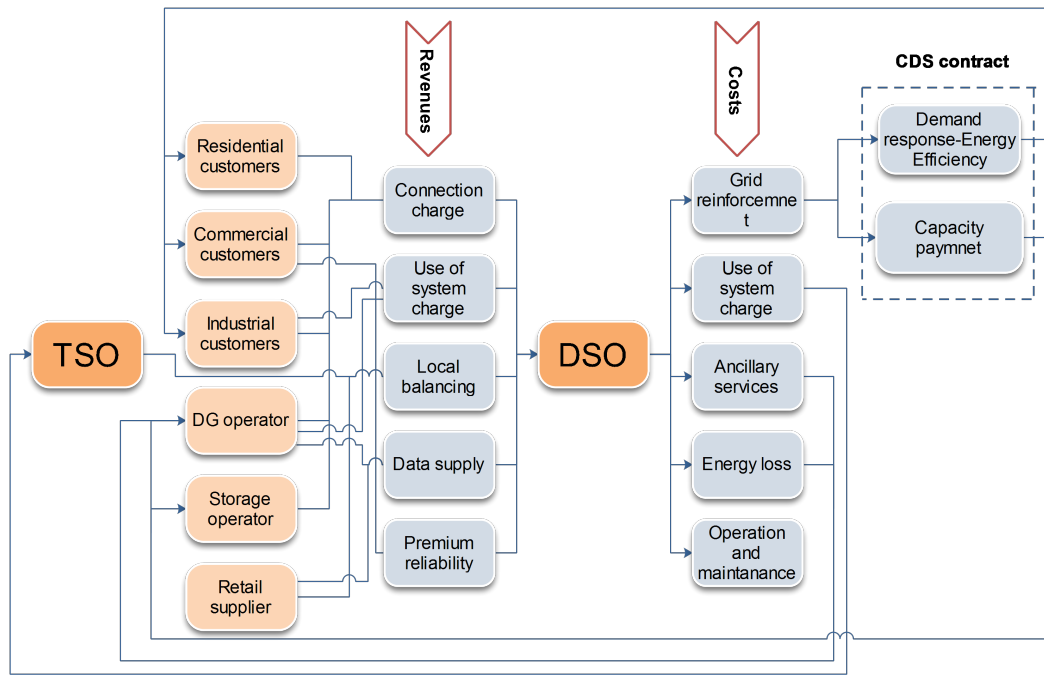 Revenues
Costs
CDS contract
Residential
customers
Commercial
customers
Industrial
customers
TSO
DG operator
Storage
operator
Retail
supplier
Connection
charge
Use of
system
charge
Local
balancing
Data supply
Premium
reliability
DSO
Grid
reinforcemne
t
Use of
system
charge
Ancillary
services
Energy loss
Operation
and
maintanance
Demand
response-Energy
Efficiency
Capacity
paymnet